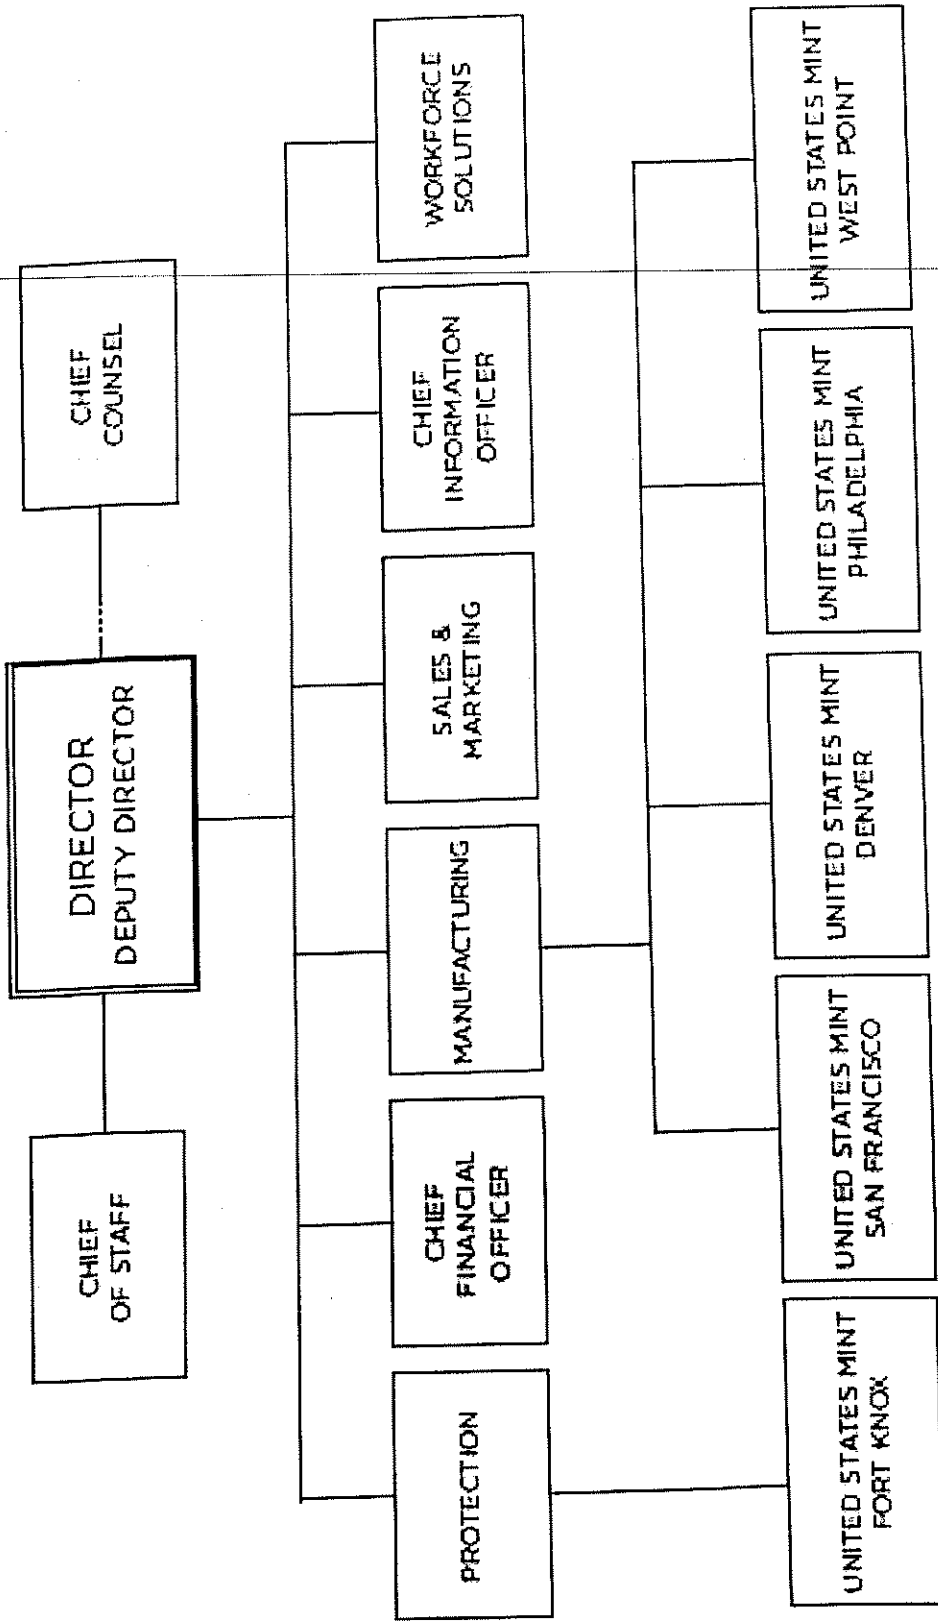 CHIEF
OF STAFF
DIRECTOR
DEPUTY DIRECTOR
CHIEF
COUNSEL
PROTECTION
CHIEF
FINANCIAL
OFFICER
MANUFACTURING
SALES &
MARKETING
CHIEF
INFORMATION
OFFICER
WORKFORCE
SOLUTIONS
UNITED STATES MINT
FORT KNOX
UNITED STATES MINT
SAN FRANCISCO
UNITED STATES MINT
DENVER
UNITED STATES MINT
PHILADELPHIA
UNITED STATES MINT
WEST POINT